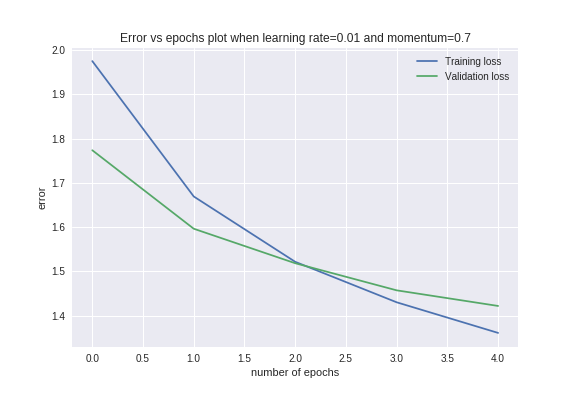 Error vs epochs plot when learning rate=0.01 and momentum=0.7
Training loss
Validation loss
2.0
1.9
1.8
1.7
1.6
1.5
1.4
error
0.0 0.5 1.0 1.5 2.0 2.5 3.0 3.5 4.0
number of epochs